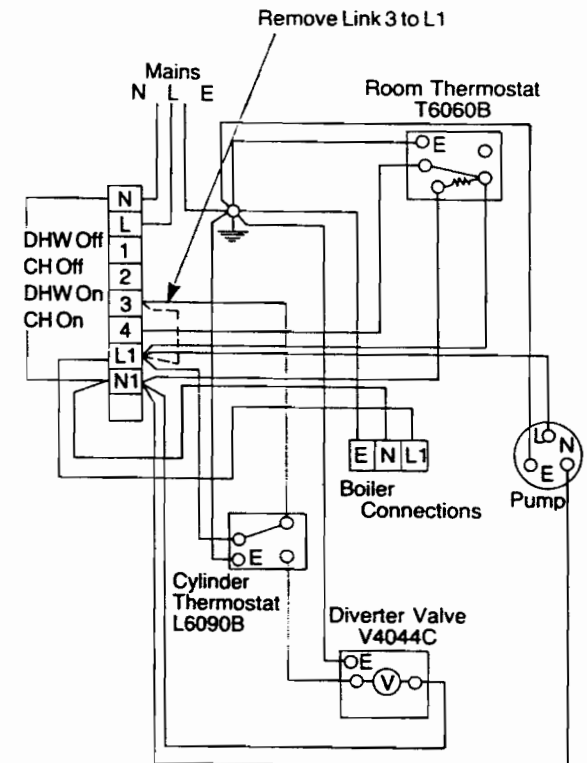 Remove Link 3 to L1
Mains
N L E
Room Thermostat
T6060B
E
N
L
DHW Off 1
CH Off 2
DHW On 3
CH On 4
L1
N1
E N L1
Boiler
Connections
L N
E
Pump
E
Cylinder
Thermostat
L6090B
Diverter Valve
V4044C
E
V